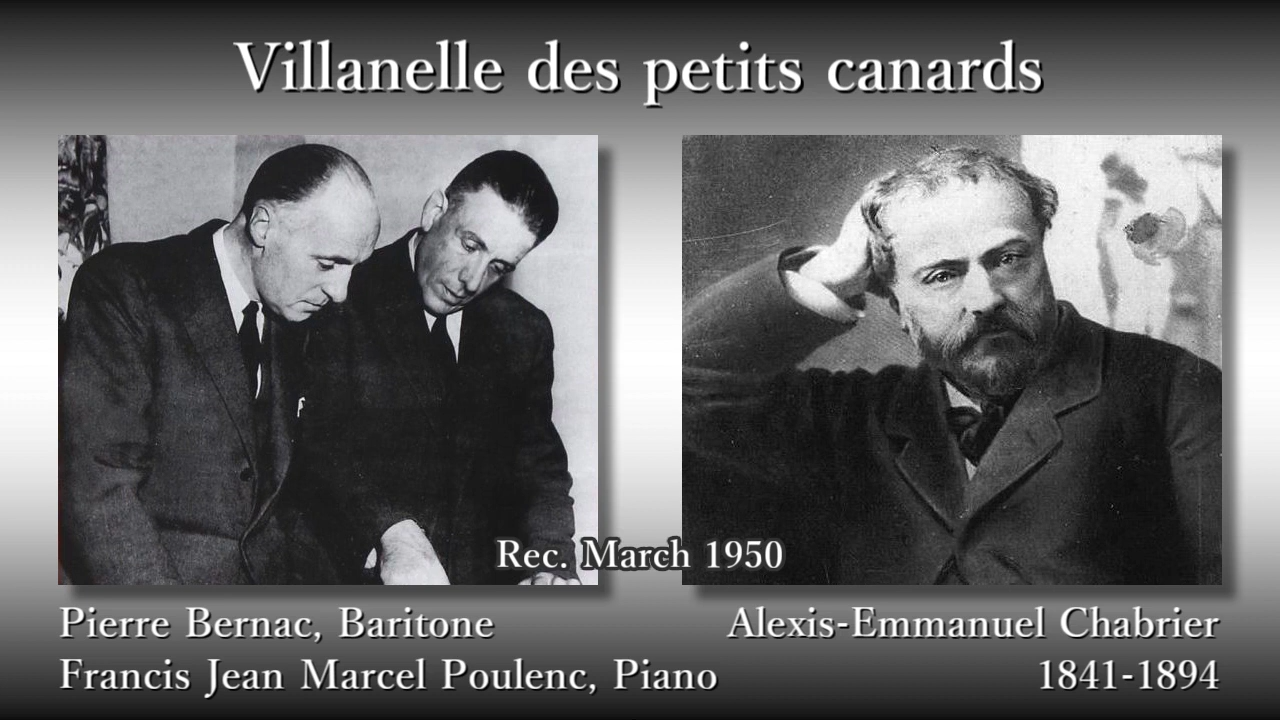 Villanelle des petits canards
Rec. March 1950
Pierre Bernac, Baritone
Francis Jean Marcel Poulenc, Piano
Alexis-Emmanuel Chabrier
1841-1894